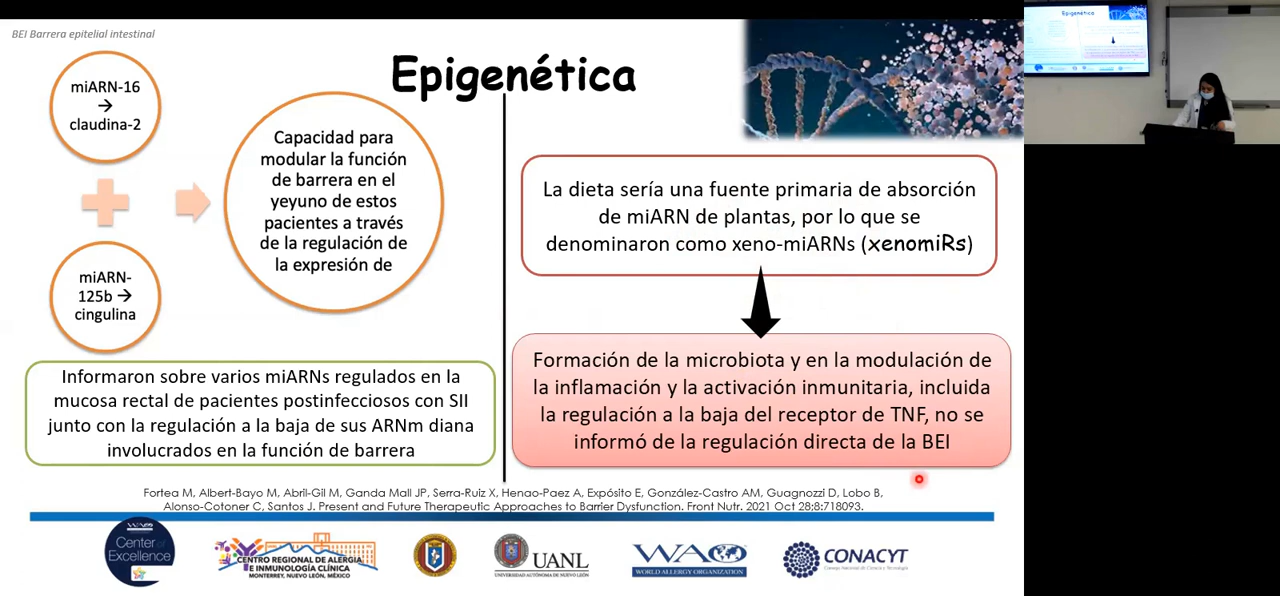 BEI Barrera epitelial intestinal
Epigenética
miARN-16
→
claudina-2
miARN-
125b →
cingulina
Capacidad para
modular la función
de barrera en el
yeyuno de estos
pacientes a través
de la regulación de
la expresión de
Informaron sobre varios miARNs regulados en la
mucosa rectal de pacientes postinfecciosos con SII
junto con la regulación a la baja de sus ARNm diana
involucrados en la función de barrera
La dieta sería una fuente primaria de absorción
de miARN de plantas, por lo que se
denominaron como xeno-miARNs (xenomiRs)
Formación de la microbiota y en la modulación de
la inflamación y la activación inmunitaria, incluida
la regulación a la baja del receptor de TNF, no se
informó de la regulación directa de la BEI
Fortea M, Albert-Bayo M, Abril-Gil M, Ganda Mall JP, Serra-Ruiz X, Henao-Paez A, Expósito E, González-Castro AM, Guagnozzi D, Lobo B,
Alonso-Cotoner C, Santos J. Present and Future Therapeutic Approaches to Barrier Dysfunction. Front Nutr. 2021 Oct 28;8:718093.
WAO
Center of
Excellence
CENTRO REGIONAL DE ALERGIA
E INMUNOLOGÍA CLÍNICA
MONTERREY, NUEVO LEÓN, MÉXICO
UANL
UNIVERSIDAD AUTÓNOMA DE NUEVO LEÓN
WAO
WORLD ALLERGY ORGANIZATION
CONACYT
Consejo Nacional de Ciencia y Tecnología
Epigenética